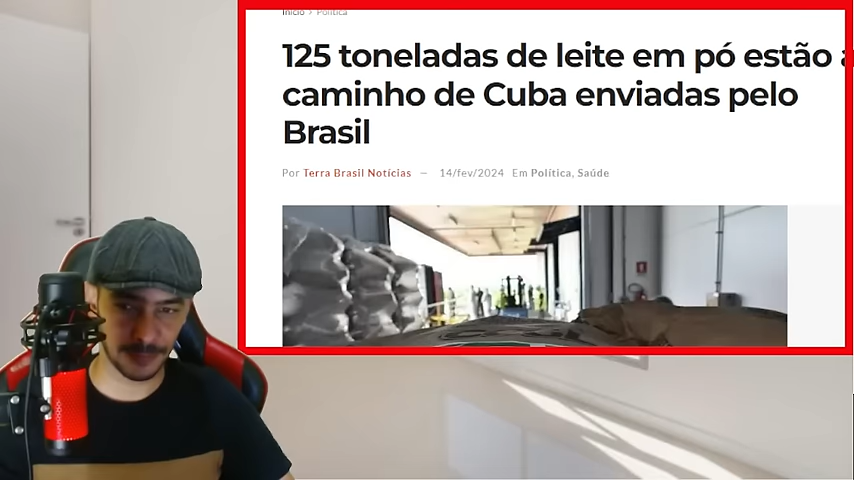 Início > Política
125 toneladas de leite em pó estão a
caminho de Cuba enviadas pelo
Brasil
Por Terra Brasil Notícias — 14/fev/2024 Em Política, Saúde